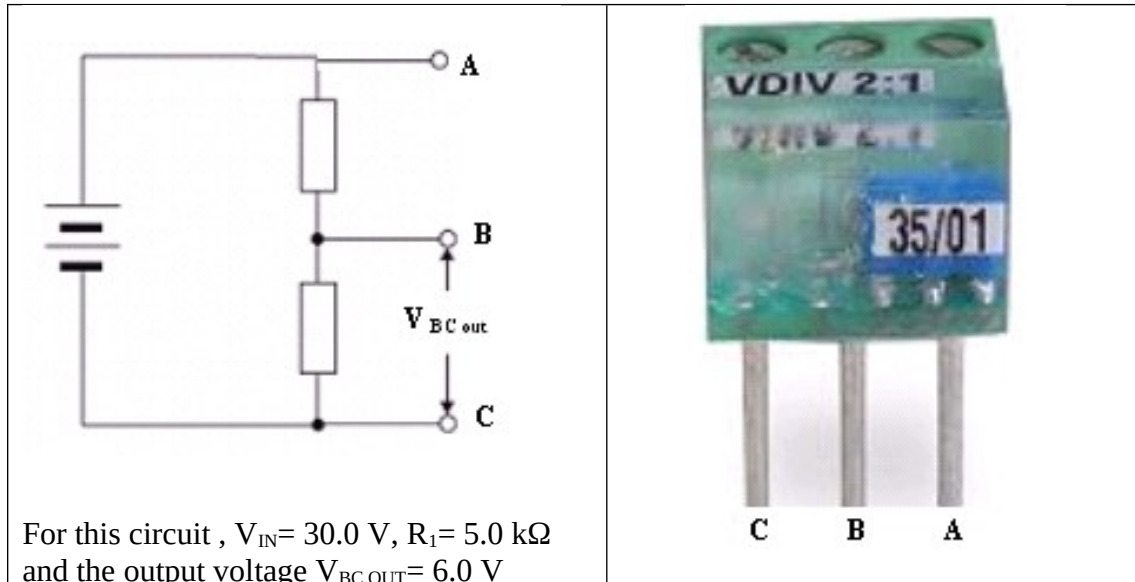 A
B
V BC out
C
For this circuit , VIN= 30.0 V, R1= 5.0 kΩ
and the output voltage VBC OUT= 6.0 V
VDIV 2:1
35/01
C B A